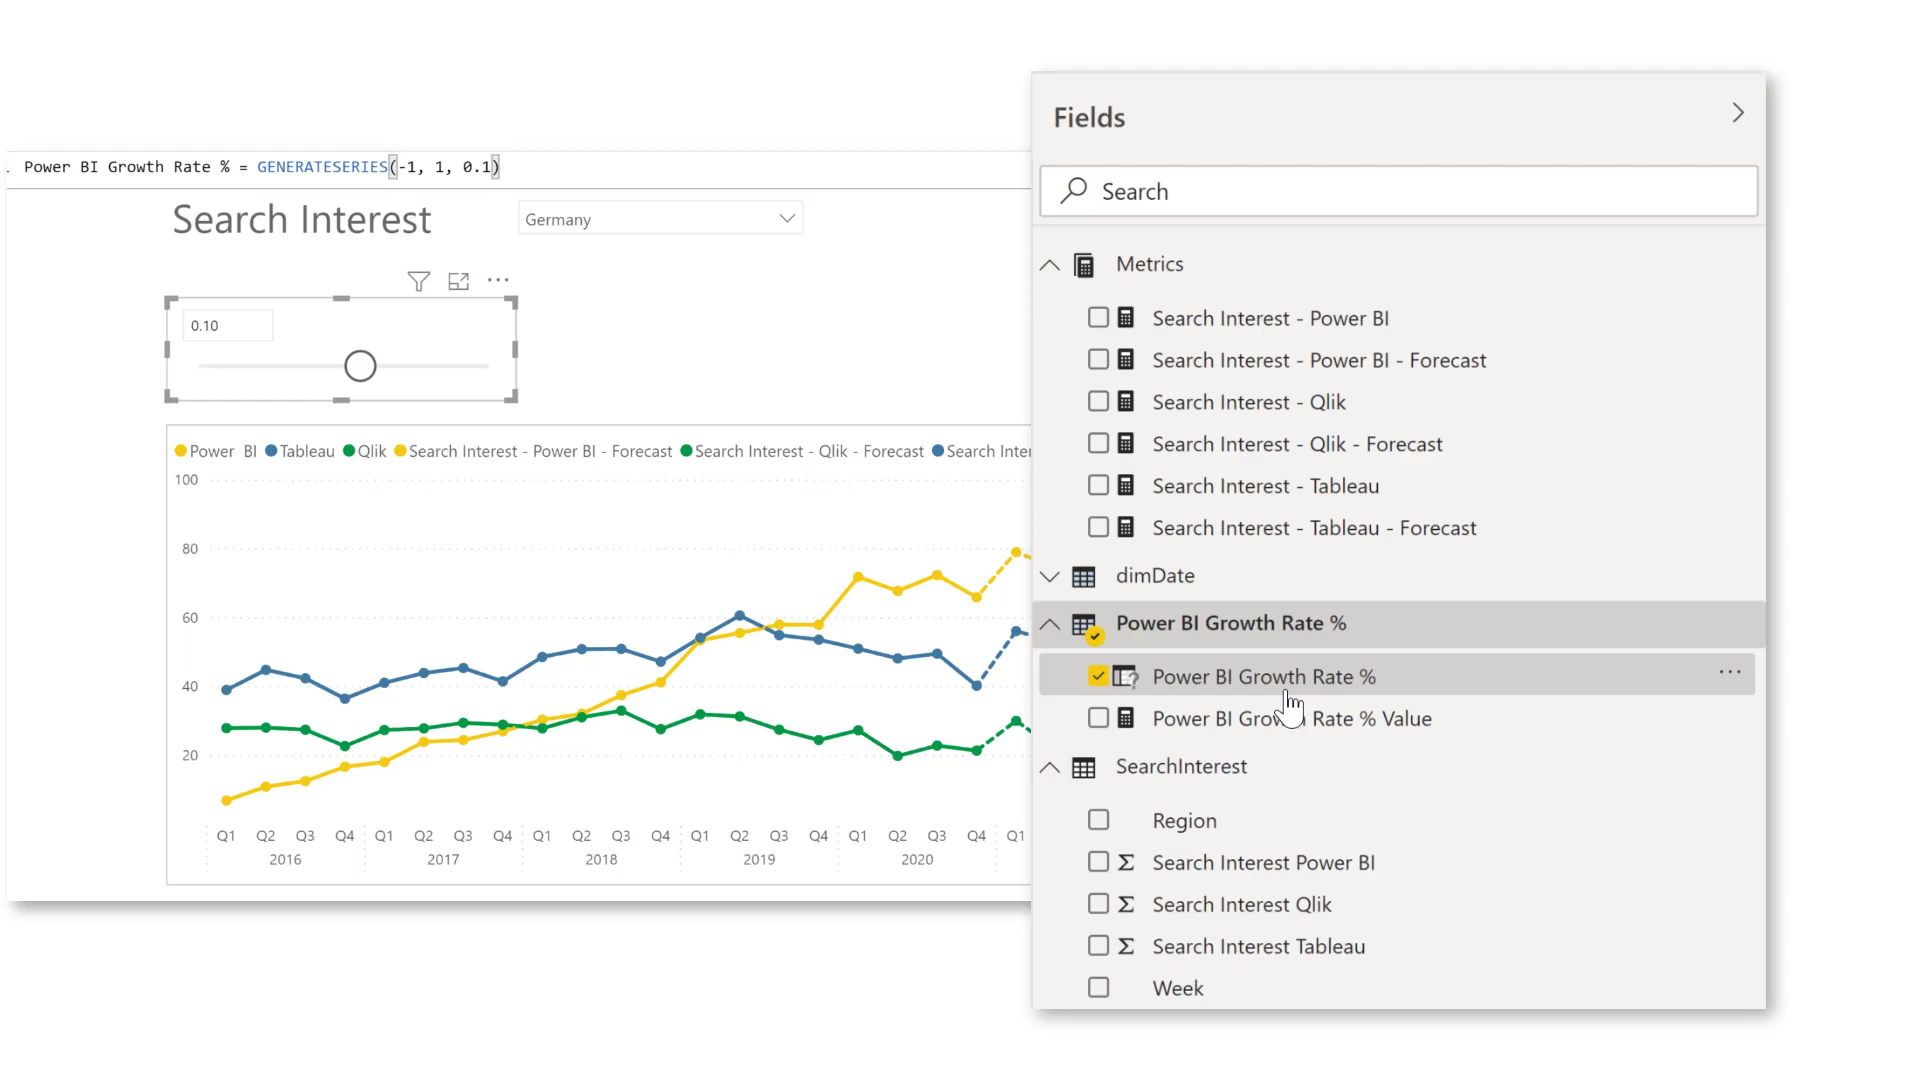 Power BI Growth Rate % = GENERATESERIES(-1, 1, 0.1)
Search Interest
Germany
0.10
Power BI Tableau Qlik Search Interest - Power BI - Forecast Search Interest - Qlik - Forecast Search
100
80
60
40
20
Q1 Q2 Q3 Q4 Q1 Q2 Q3 Q4 Q1 Q2 Q3 Q4 Q1 Q2 Q3 Q4 Q1 Q2 Q3 Q4 Q1
2016 2017 2018 2019 2020
Fields
Search
Metrics
Search Interest - Power BI
Search Interest - Power BI - Forecast
Search Interest - Qlik
Search Interest - Qlik - Forecast
Search Interest - Tableau
Search Interest - Tableau - Forecast
dimDate
Power BI Growth Rate %
Power BI Growth Rate %
Power BI Growth Rate % Value
SearchInterest
Region
Σ Search Interest Power BI
Σ Search Interest Qlik
Σ Search Interest Tableau
Week